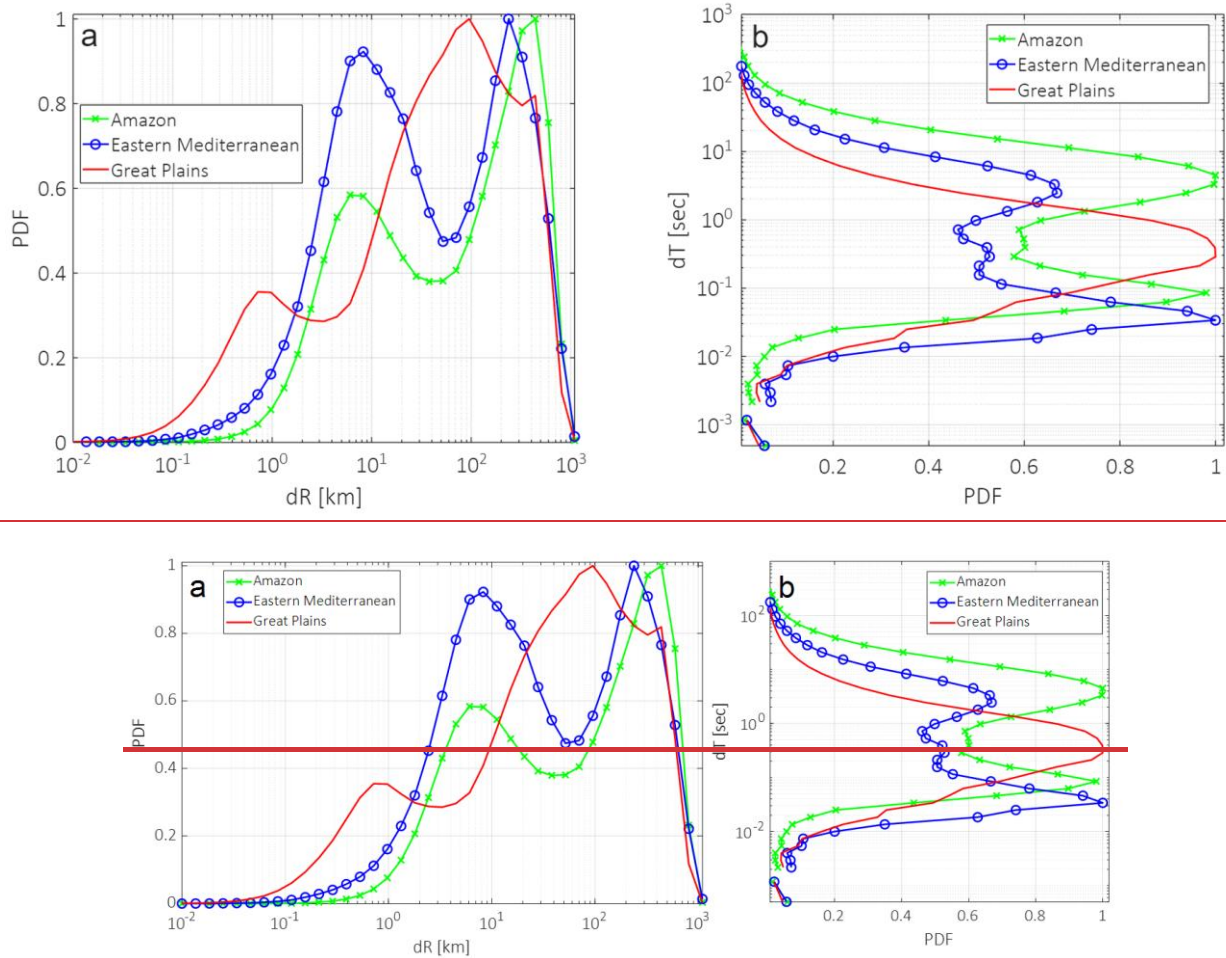 a
1
0.8
0.6
0.4
0.2
0
PDF
Amazon
Eastern Mediterranean
Great Plains
10^-2
10^-1
10^0
10^1
10^2
10^3
dR [km]
b
10^3
10^2
10^1
10^0
10^-1
10^-2
10^-3
dT [sec]
Amazon
Eastern Mediterranean
Great Plains
0.2
0.4
0.6
0.8
1
PDF
a
1
0.8
0.6
0.4
0.2
0
PDF
Amazon
Eastern Mediterranean
Great Plains
10^-2
10^-1
10^0
10^1
10^2
10^3
dR [km]
b
10^2
10^0
10^-2
dT [sec]
Amazon
Eastern Mediterranean
Great Plains
0.2
0.4
0.6
0.8
1
PDF